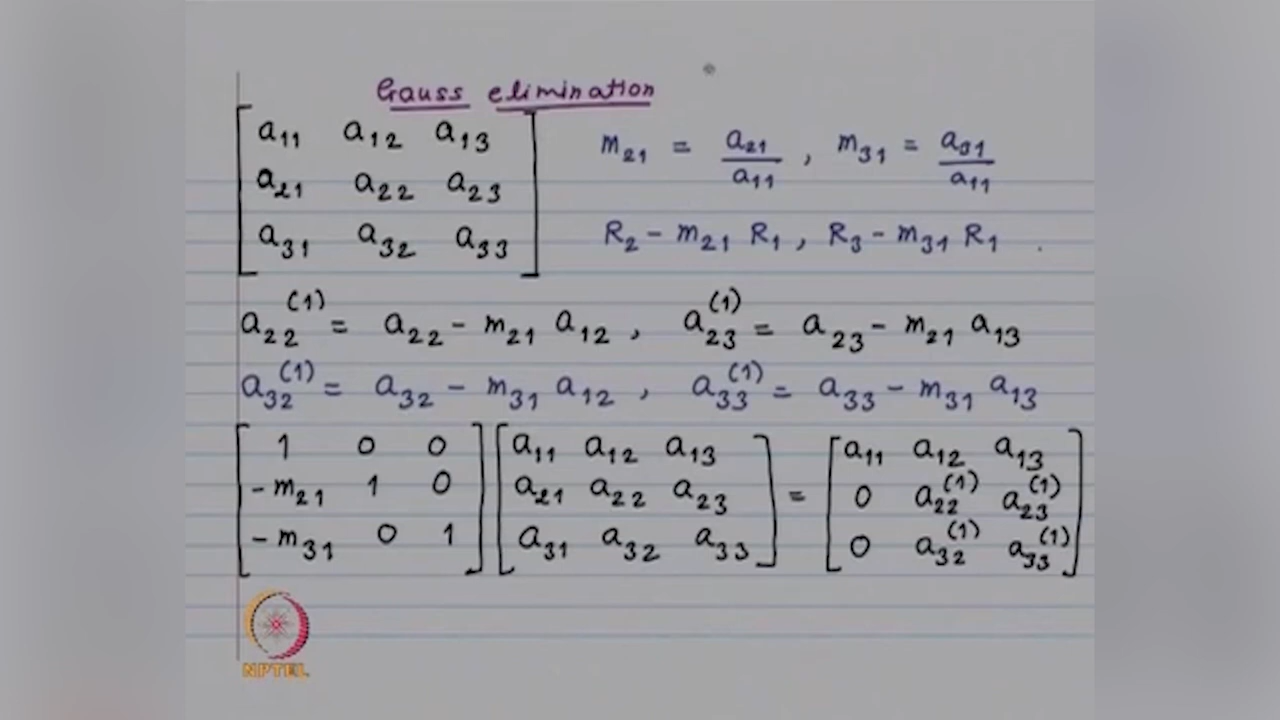 Gauss elimination
a11 a12 a13
a21 a22 a23
a31 a32 a33
m21 = a21/a11 , m31 = a31/a11
R2 - m21 R1 , R3 - m31 R1 .
a22^(1) = a22 - m21 a12 , a23^(1) = a23 - m21 a13
a32^(1) = a32 - m31 a12 , a33^(1) = a33 - m31 a13
[1 0 0] [a11 a12 a13] = [a11 a12 a13]
[-m21 1 0] [a21 a22 a23] [0 a22^(1) a23^(1)]
[-m31 0 1] [a31 a32 a33] [0 a32^(1) a33^(1)]
NPTEL